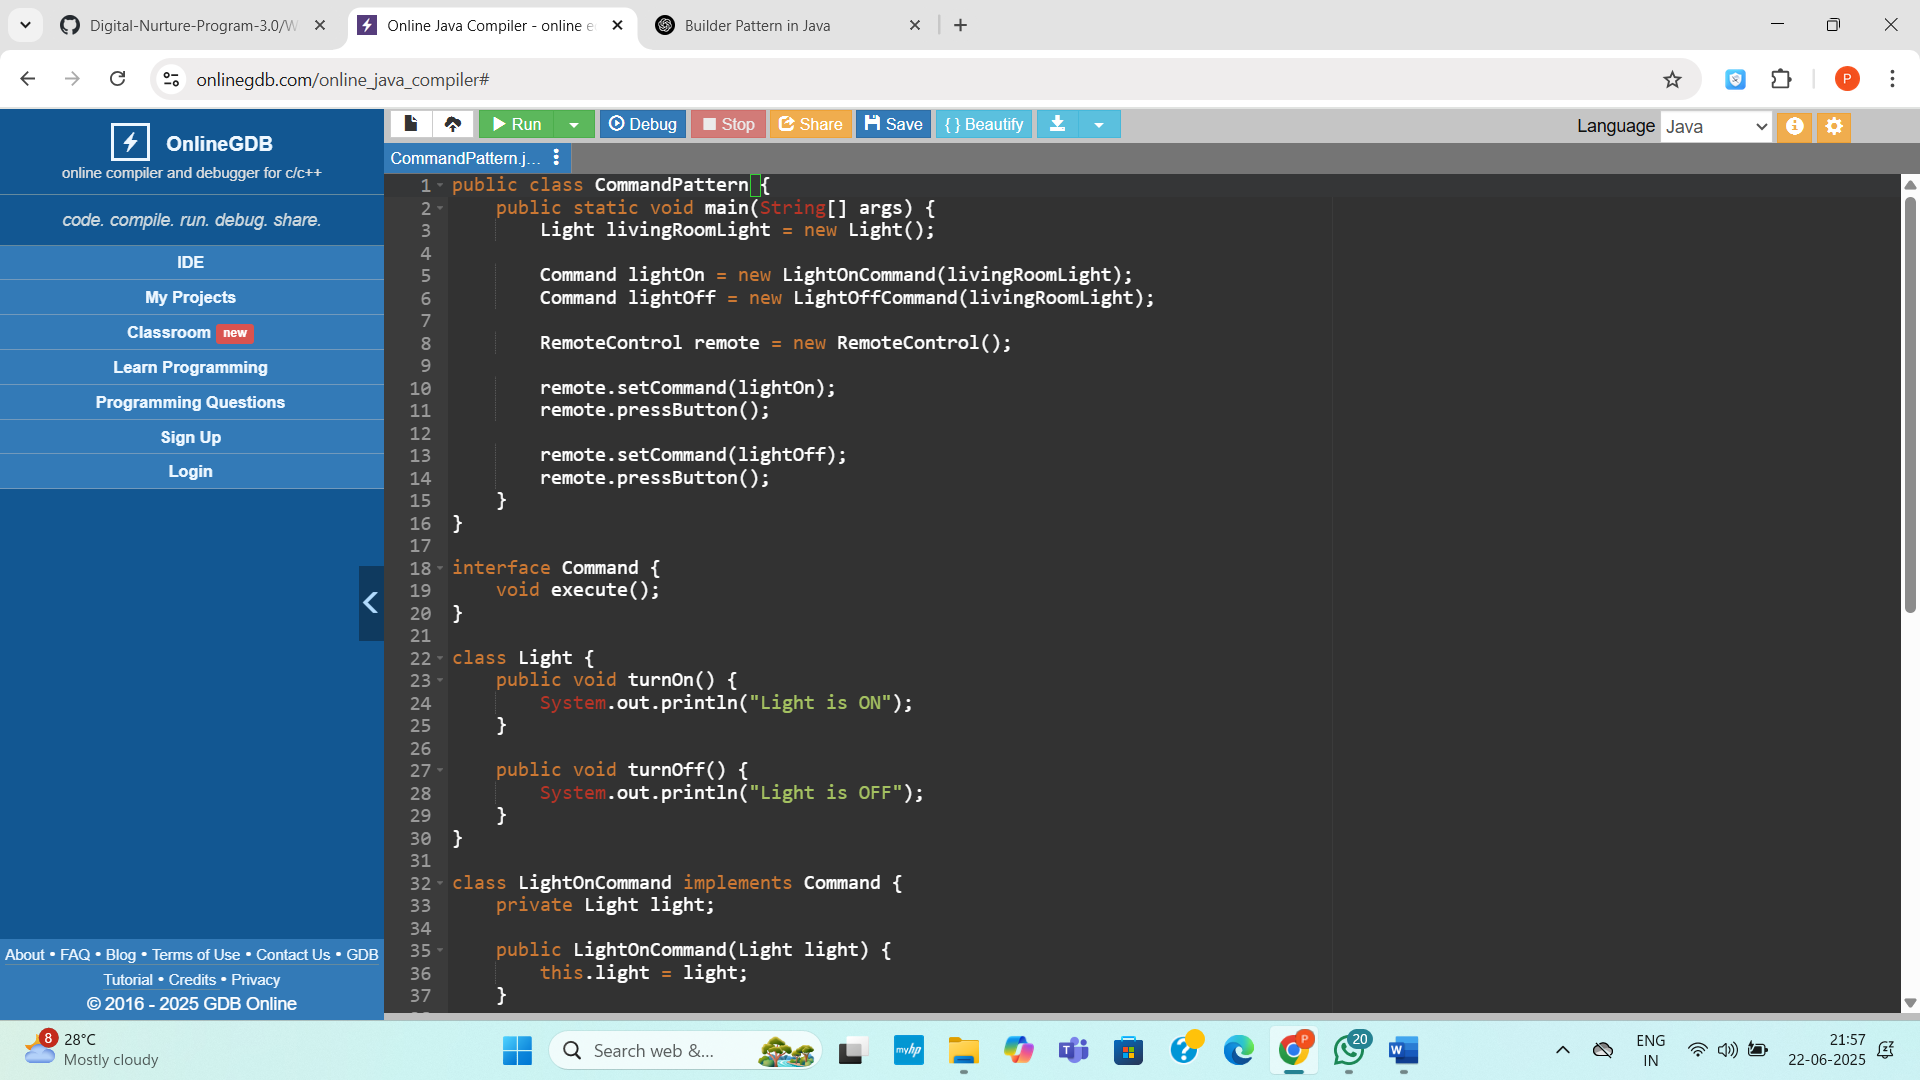 Digital-Nurture-Program-3.0/W
Online Java Compiler - online e
Builder Pattern in Java
onlinegdb.com/online_java_compiler#
P
OnlineGDB
online compiler and debugger for c/c++
code. compile. run. debug. share.
IDE
My Projects
Classroom new
Learn Programming
Programming Questions
Sign Up
Login
About • FAQ • Blog • Terms of Use • Contact Us • GDB
Tutorial • Credits • Privacy
© 2016 - 2025 GDB Online
Run Debug Stop Share Save { } Beautify
Language Java
CommandPattern.j...
1 public class CommandPattern {
2     public static void main(String[] args) {
3         Light livingRoomLight = new Light();
4
5         Command lightOn = new LightOnCommand(livingRoomLight);
6         Command lightOff = new LightOffCommand(livingRoomLight);
7
8         RemoteControl remote = new RemoteControl();
9
10         remote.setCommand(lightOn);
11         remote.pressButton();
12
13         remote.setCommand(lightOff);
14         remote.pressButton();
15     }
16 }
17
18 interface Command {
19     void execute();
20 }
21
22 class Light {
23     public void turnOn() {
24         System.out.println("Light is ON");
25     }
26
27     public void turnOff() {
28         System.out.println("Light is OFF");
29     }
30 }
31
32 class LightOnCommand implements Command {
33     private Light light;
34
35     public LightOnCommand(Light light) {
36         this.light = light;
37     }
8
28°C
Mostly cloudy
Search web &...
myhp
P
20
W
ENG
IN
21:57
22-06-2025